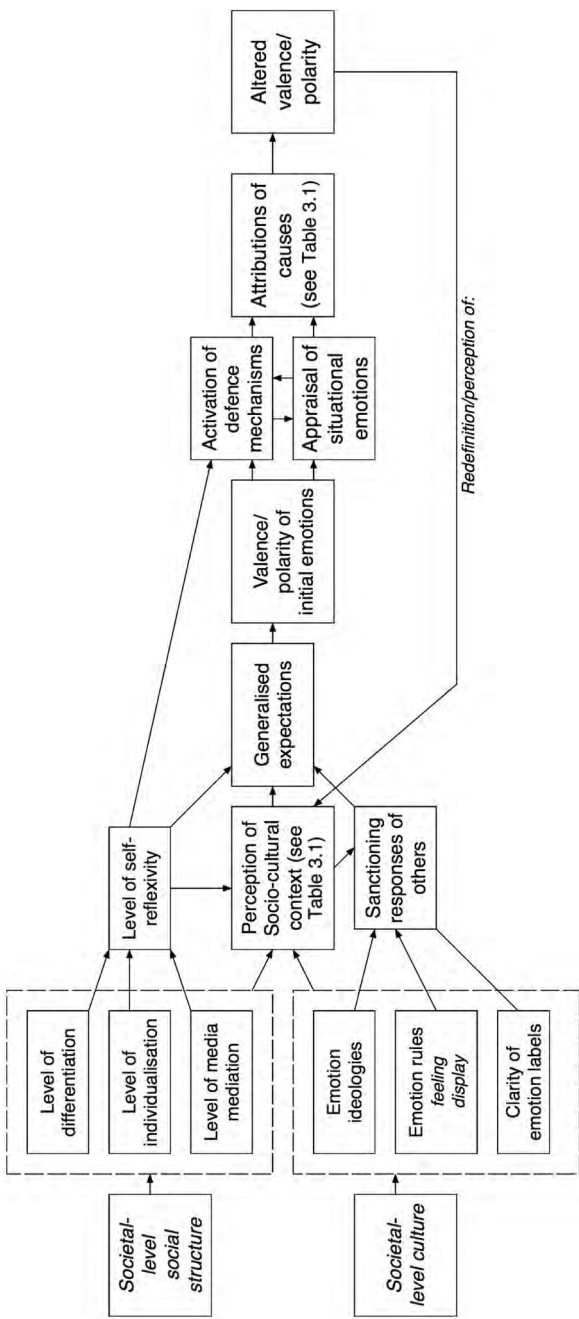 Societal-
level
social
structure
Level of
differentiation
Level of
individualisation
Level of media
mediation
Societal-
level culture
Emotion
ideologies
Emotion rules
feeling
display
Clarity of
emotion labels
Level of self-
reflexivity
Perception of
Socio-cultural
context (see
Table 3.1)
Sanctioning
responses of
others
Generalised
expectations
Valence/
polarity of
initial emotions
Activation of
defence
mechanisms
Appraisal of
situational
emotions
Attributions of
causes
(see Table 3.1)
Altered
valence/
polarity
Redefinition/perception of: